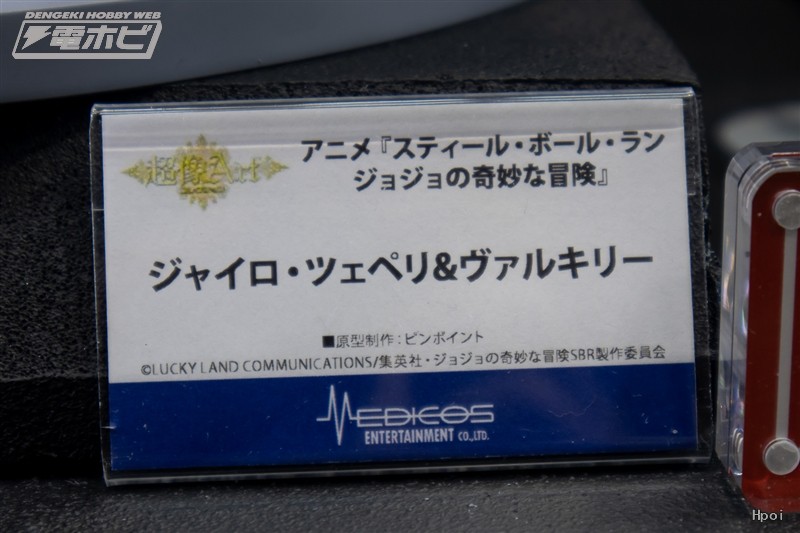 DENGEKI HOBBY WEB
電ホビ
超像Art
アニメ『スティール・ボール・ラン
ジョジョの奇妙な冒険』
ジャイロ・ツェペリ&ヴァルキリー
■原型制作:ピンポイント
©LUCKY LAND COMMUNICATIONS/集英社・ジョジョの奇妙な冒険SBR製作委員会
MEDICOS
ENTERTAINMENT CO.,LTD.
Hpoi